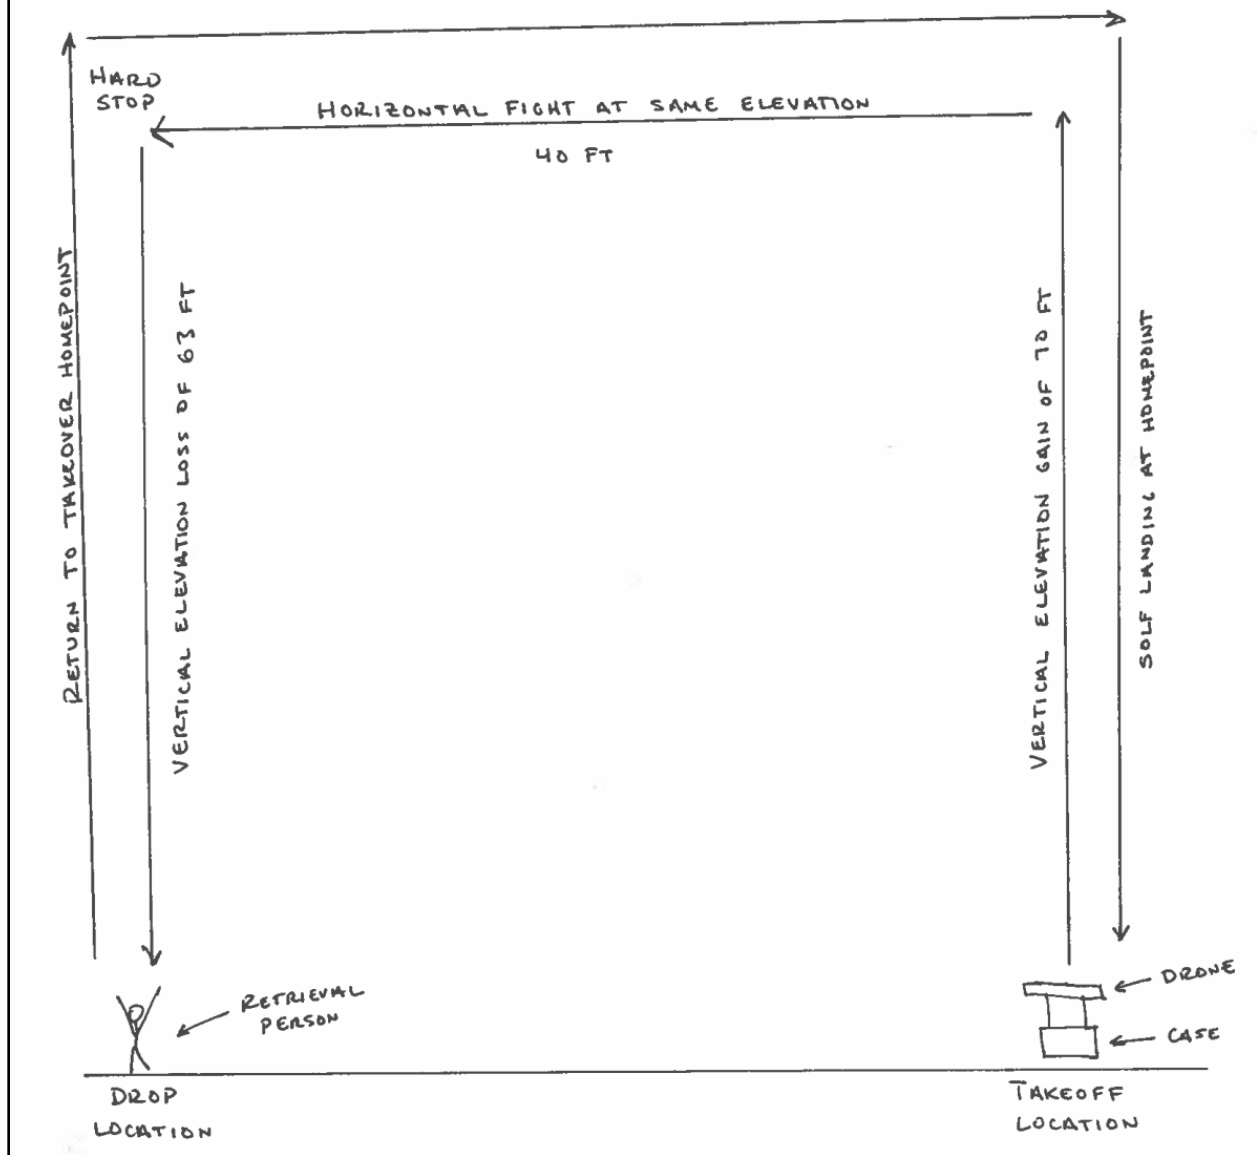 HARD
STOP
HORIZONTAL FIGHT AT SAME ELEVATION
40 FT
RETURN TO TAKEOVER HOMEPOINT
VERTICAL ELEVATION LOSS OF 63 FT
VERTICAL ELEVATION GAIN OF 70 FT
SOLF LANDING AT HOMEPOINT
RETRIEVAL
PERSON
DRONE
CASE
DROP
LOCATION
TAKEOFF
LOCATION